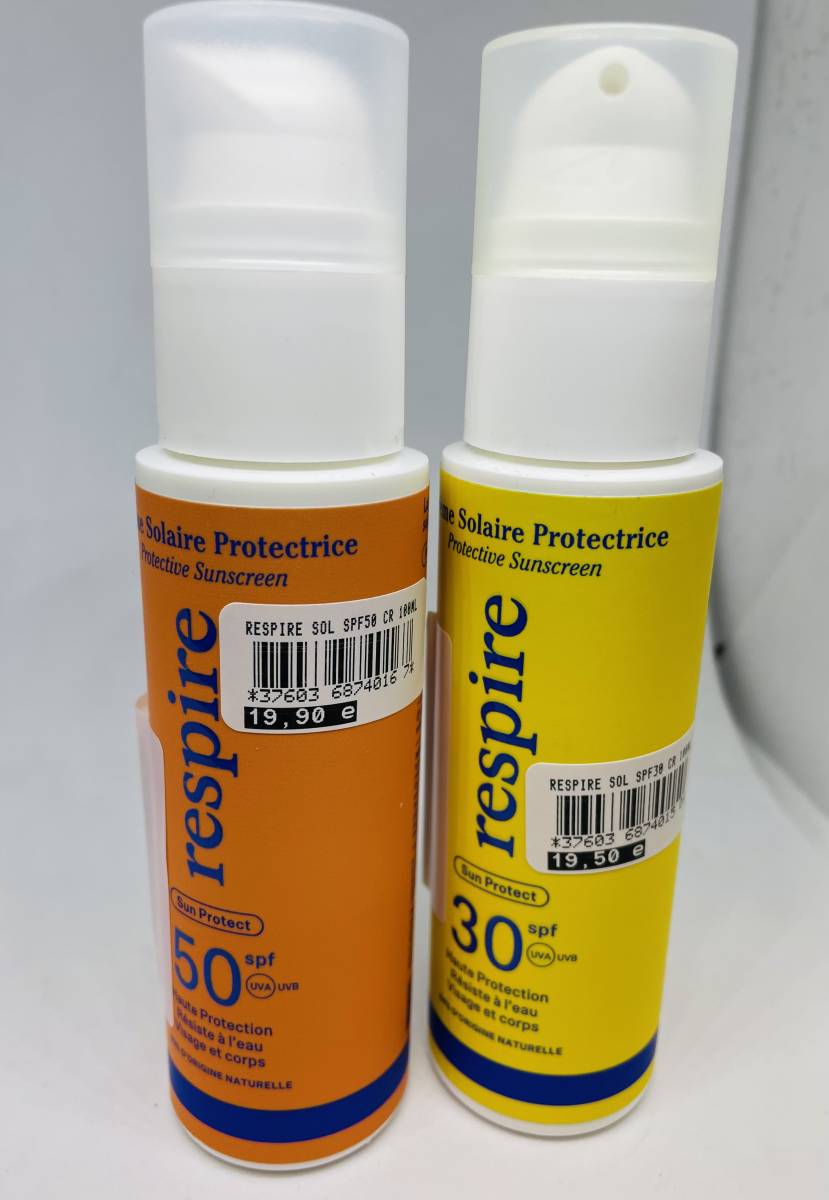 Solaire Protectrice
Protective Sunscreen
respire
RESPIRE SOL SPF50 CR 100ML
*37603 6874016 7*
19,90 e
Sun Protect
50 spf
UVA UVB
Haute Protection
Résiste à l'eau
Visage et corps
D'ORIGINE NATURELLE
Solaire Protectrice
Protective Sunscreen
respire
RESPIRE SOL SPF30 CR
*37603 6874015
19,50 e
Sun Protect
30 spf
UVA UVB
Haute Protection
Résiste à l'eau
Visage et corps
D'ORIGINE NATURELLE